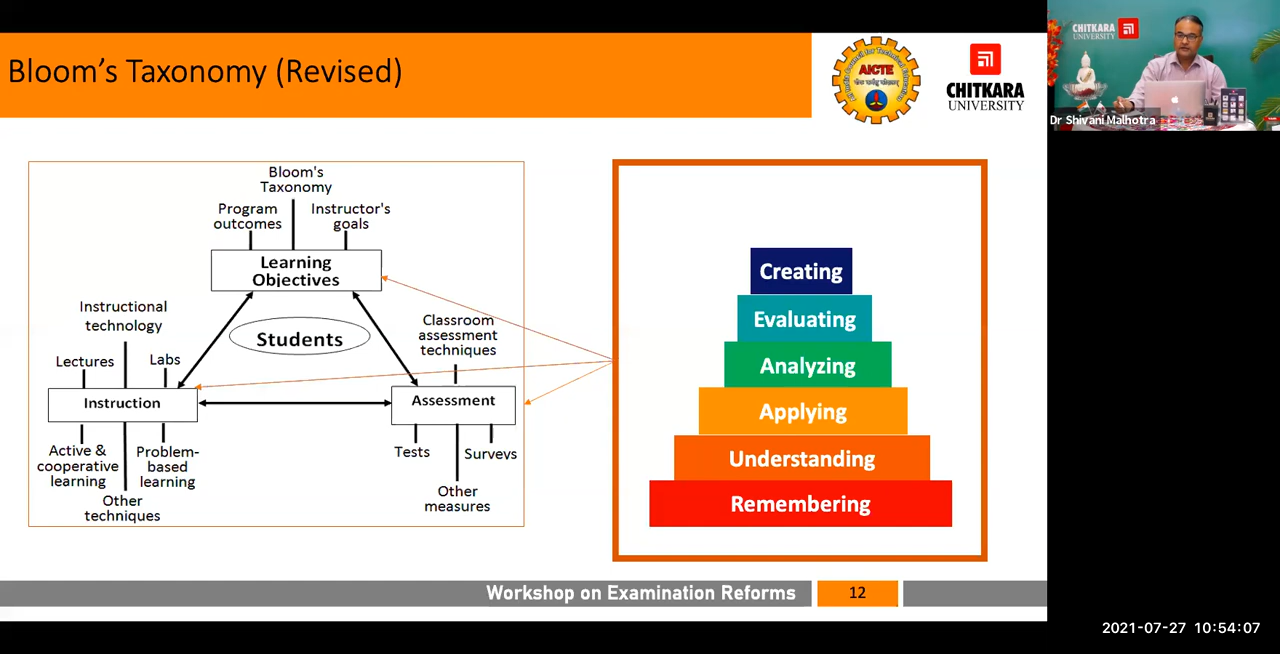 Bloom's Taxonomy (Revised)
AICTE
CHITKARA
UNIVERSITY
CHITKARA
UNIVERSITY
Dr Shivani Malhotra
Bloom's
Taxonomy
Program
outcomes
Instructor's
goals
Learning
Objectives
Instructional
technology
Students
Classroom
assessment
techniques
Lectures
Labs
Instruction
Assessment
Active &
cooperative
learning
Problem-
based
learning
Other
techniques
Tests
Surveys
Other
measures
Creating
Evaluating
Analyzing
Applying
Understanding
Remembering
Workshop on Examination Reforms
12
2021-07-27 10:54:07